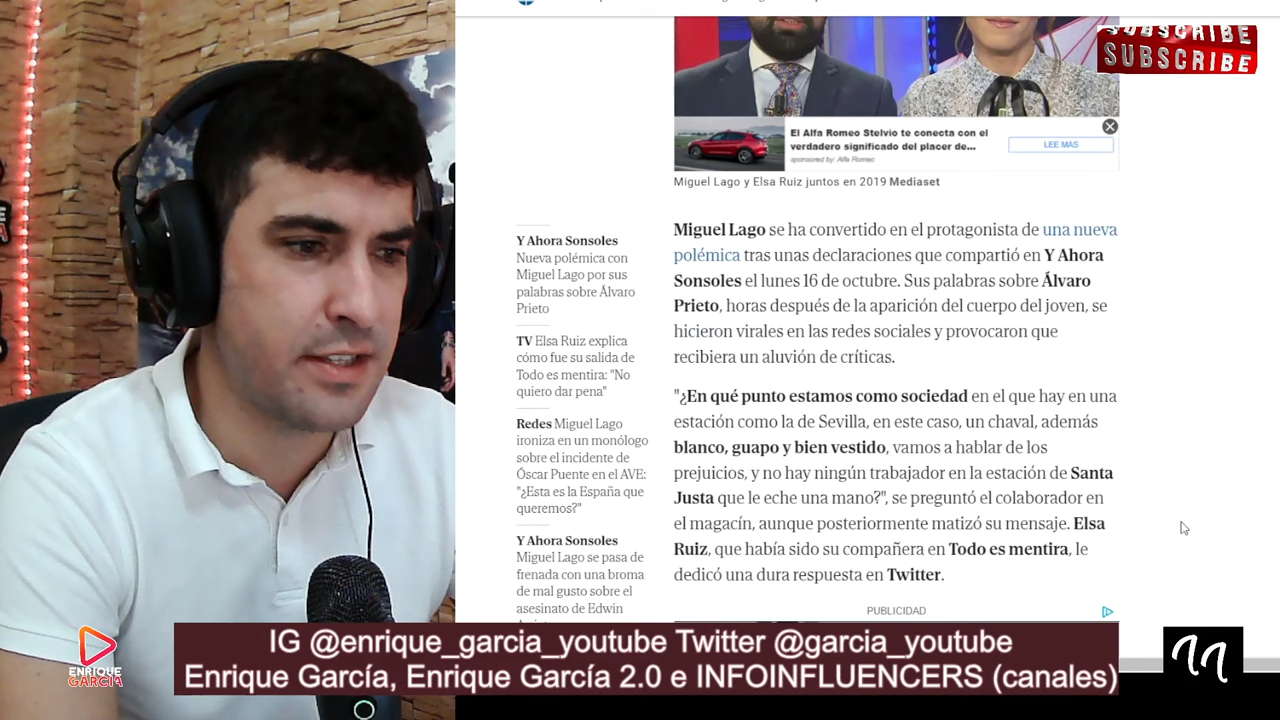 SUBSCRIBE
SUBSCRIBE
El Alfa Romeo Stelvio te conecta con el
verdadero significado del placer de...
sponsored by: Alfa Romeo
LEE MAS
Miguel Lago y Elsa Ruiz juntos en 2019 Mediaset
Y Ahora Sonsoles
Nueva polémica con
Miguel Lago por sus
palabras sobre Álvaro
Prieto
TV Elsa Ruiz explica
cómo fue su salida de
Todo es mentira: "No
quiero dar pena"
Redes Miguel Lago
ironiza en un monólogo
sobre el incidente de
Óscar Puente en el AVE:
"¿Esta es la España que
queremos?"
Y Ahora Sonsoles
Miguel Lago se pasa de
frenada con una broma
de mal gusto sobre el
asesinato de Edwin
Miguel Lago se ha convertido en el protagonista de una nueva
polémica tras unas declaraciones que compartió en Y Ahora
Sonsoles el lunes 16 de octubre. Sus palabras sobre Álvaro
Prieto, horas después de la aparición del cuerpo del joven, se
hicieron virales en las redes sociales y provocaron que
recibiera un aluvión de críticas.
"¿En qué punto estamos como sociedad en el que hay en una
estación como la de Sevilla, en este caso, un chaval, además
blanco, guapo y bien vestido, vamos a hablar de los
prejuicios, y no hay ningún trabajador en la estación de Santa
Justa que le eche una mano?", se preguntó el colaborador en
el magacín, aunque posteriormente matizó su mensaje. Elsa
Ruiz, que había sido su compañera en Todo es mentira, le
dedicó una dura respuesta en Twitter.
PUBLICIDAD
IG @enrique_garcia_youtube Twitter @garcia_youtube
Enrique García, Enrique García 2.0 e INFOINFLUENCERS (canales)
ENRIQUE
GARCÍA